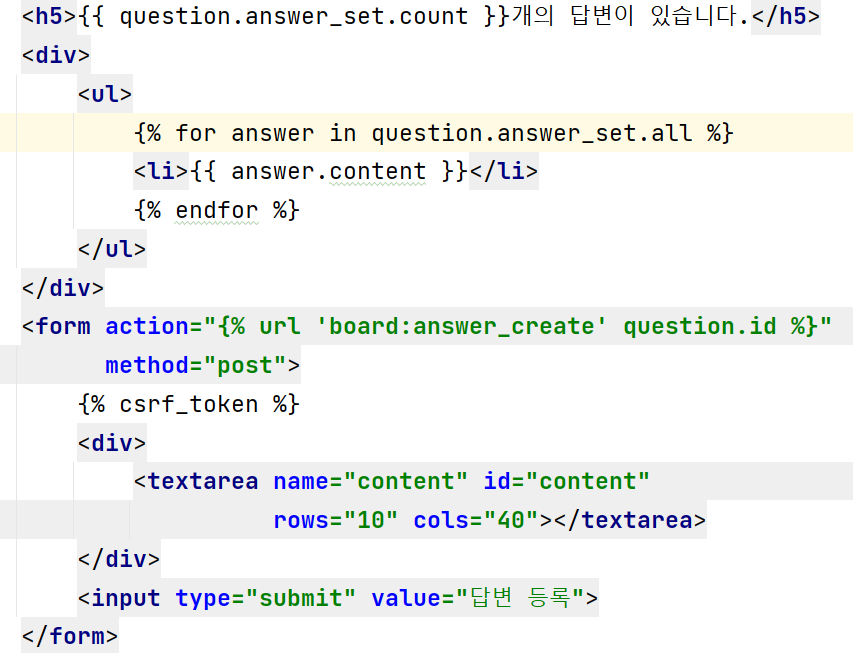 <h5>{{ question.answer_set.count }}개의 답변이 있습니다.</h5>
<div>
    <ul>
        {% for answer in question.answer_set.all %}
        <li>{{ answer.content }}</li>
        {% endfor %}
    </ul>
</div>
<form action="{% url 'board:answer_create' question.id %}"
      method="post">
    {% csrf_token %}
    <div>
        <textarea name="content" id="content"
                  rows="10" cols="40"></textarea>
    </div>
    <input type="submit" value="답변 등록">
</form>